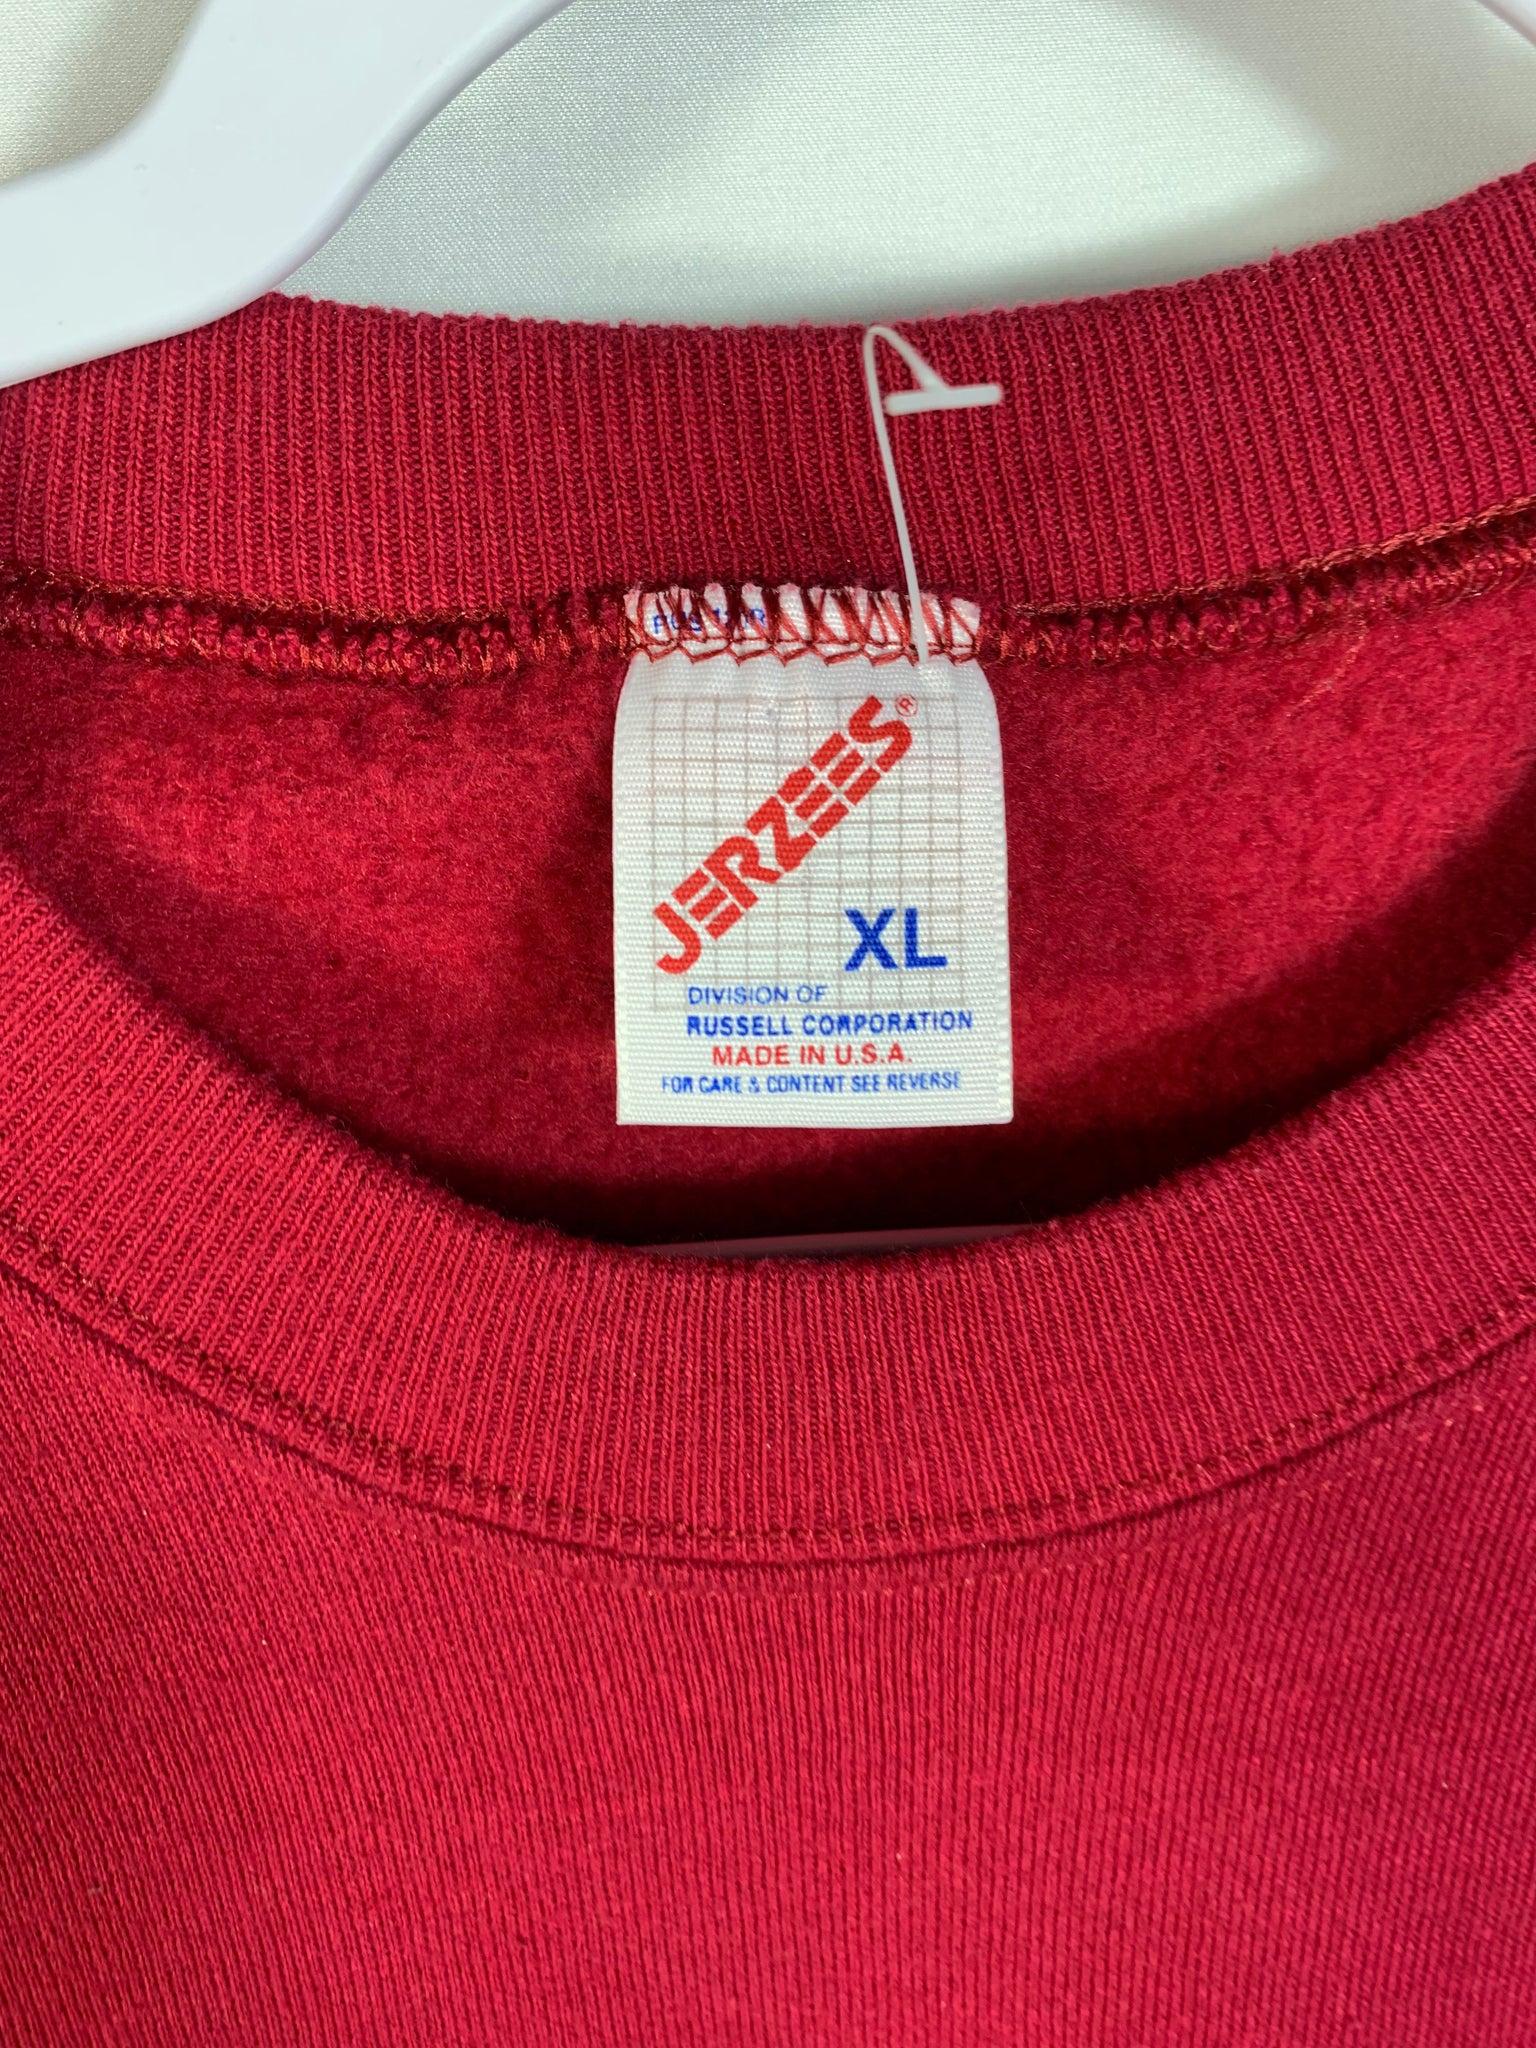 JERZEES®
XL
DIVISION OF
RUSSELL CORPORATION
MADE IN U.S.A.
FOR CARE & CONTENT SEE REVERSE